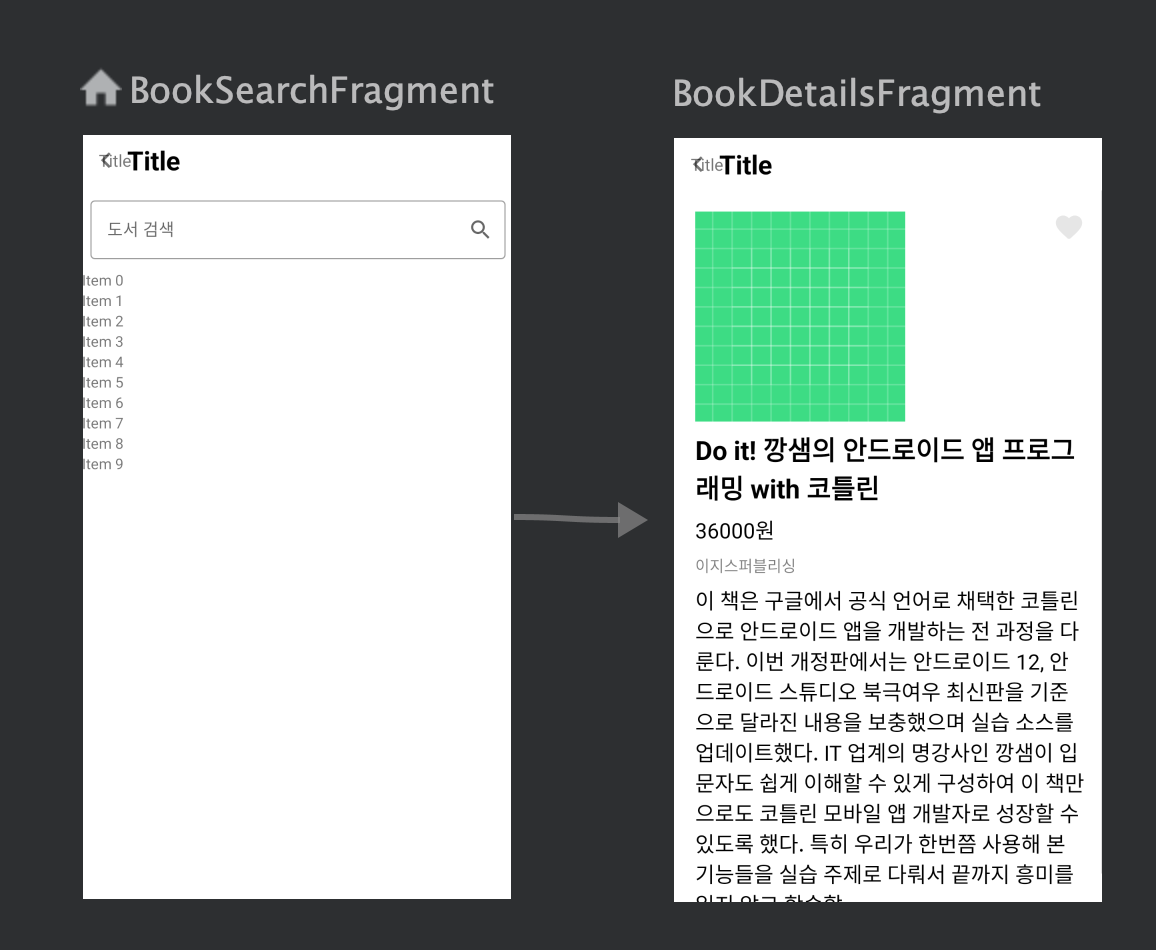 BookSearchFragment
Title Title
도서 검색
Item 0
Item 1
Item 2
Item 3
Item 4
Item 5
Item 6
Item 7
Item 8
Item 9
BookDetailsFragment
Title Title
Do it! 깡샘의 안드로이드 앱 프로그
래밍 with 코틀린
36000원
이지스퍼블리싱
이 책은 구글에서 공식 언어로 채택한 코틀린
으로 안드로이드 앱을 개발하는 전 과정을 다
룬다. 이번 개정판에서는 안드로이드 12, 안
드로이드 스튜디오 북극여우 최신판을 기준
으로 달라진 내용을 보충했으며 실습 소스를
업데이트했다. IT 업계의 명강사인 깡샘이 입
문자도 쉽게 이해할 수 있게 구성하여 이 책만
으로도 코틀린 모바일 앱 개발자로 성장할 수
있도록 했다. 특히 우리가 한번쯤 사용해 본
기능들을 실습 주제로 다뤄서 끝까지 흥미를